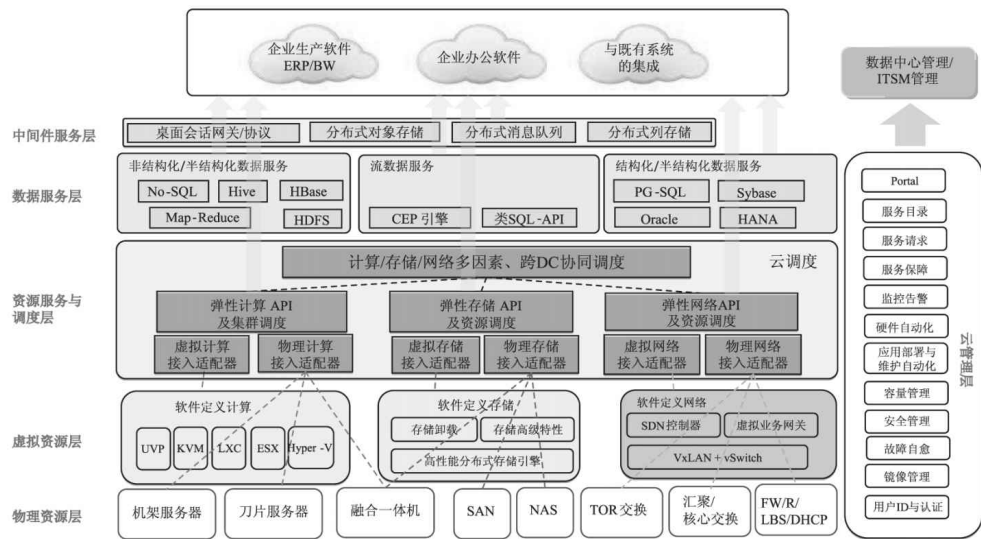 企业生产软件
ERP/BW
企业办公软件
与既有系统
的集成
数据中心管理/
ITSM管理
中间件服务层
桌面会话网关/协议
分布式对象存储
分布式消息队列
分布式列存储
数据服务层
非结构化/半结构化数据服务
No-SQL
Hive
HBase
Map-Reduce
HDFS
流数据服务
CEP 引擎
类SQL-API
结构化/半结构化数据服务
PG-SQL
Sybase
Oracle
HANA
资源服务与
调度层
计算/存储/网络多因素、跨DC协同调度
云调度
弹性计算 API
及集群调度
弹性存储 API
及资源调度
弹性网络API
及资源调度
虚拟计算
接入适配器
物理计算
接入适配器
虚拟存储
接入适配器
物理存储
接入适配器
虚拟网络
接入适配器
物理网络
接入适配器
虚拟资源层
软件定义计算
UVP
KVM
LXC
ESX
Hyper-V
软件定义存储
存储卸载
存储高级特性
高性能分布式存储引擎
软件定义网络
SDN控制器
虚拟业务网关
VxLAN + vSwitch
物理资源层
机架服务器
刀片服务器
融合一体机
SAN
NAS
TOR交换
汇聚/
核心交换
FW/R/
LBS/DHCP
Portal
服务目录
服务请求
服务保障
监控告警
硬件自动化
应用部署与
维护自动化
容量管理
安全管理
故障自愈
镜像管理
用户ID与认证
云管理层